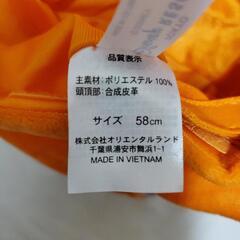 品質表示
主素材：ポリエステル 100%
頭頂部：合成皮革
サイズ 58cm
株式会社オリエンタルランド
千葉県浦安市舞浜1-1
MADE IN VIETNAM